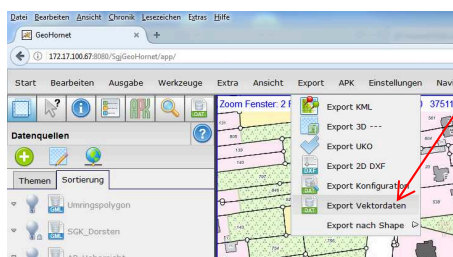 Datei Bearbeiten Ansicht Chronik Lesezeichen Extras Hilfe
GeoHornet
172.17.100.67:8080/SgjGeoHornet/app/
Start Bearbeiten Ausgabe Werkzeuge Extra Ansicht Export APK Einstellungen Navi
Zoom Fenster: 2 F
37511
Export KML
Export 3D ---
Export UKO
Export 2D DXF
Export Konfiguration
Export Vektordaten
Export nach Shape
Datenquellen
Themen Sortierung
Umringspolygon
SGK_Dorsten